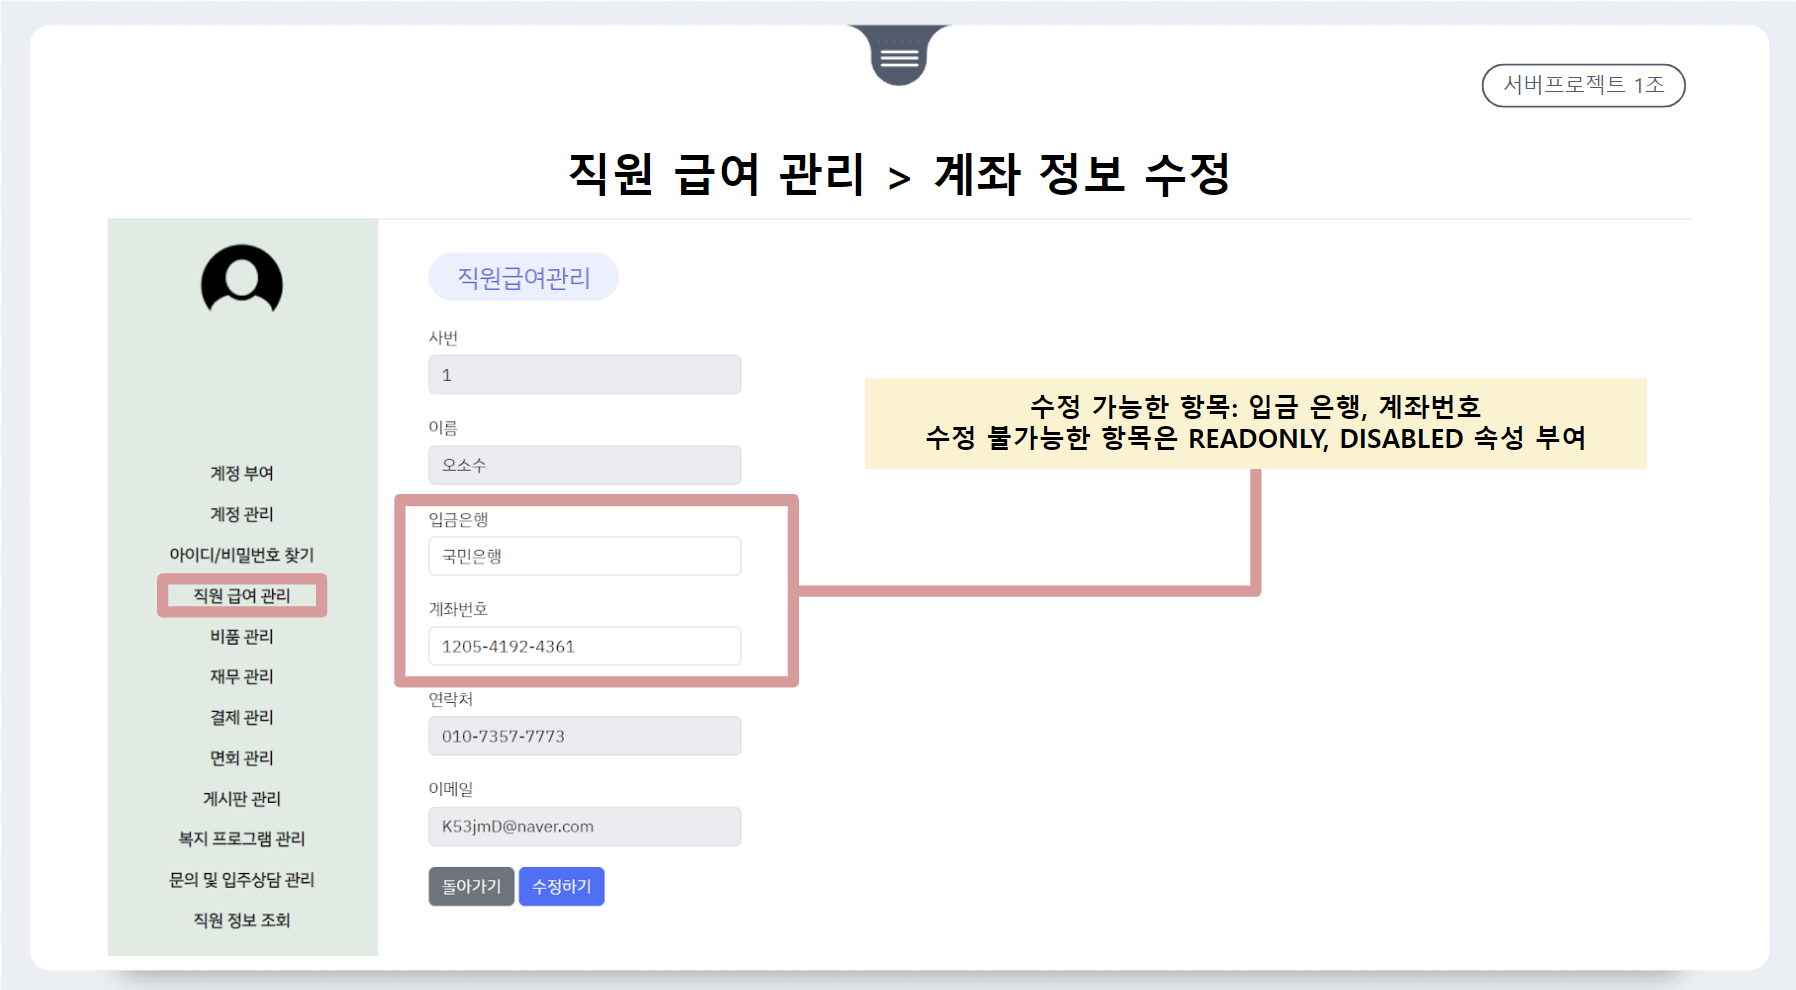 서버프로젝트 1조
직원 급여 관리 > 계좌 정보 수정
직원급여관리
사번
1
이름
오소수
입금은행
국민은행
계좌번호
1205-4192-4361
연락처
010-7357-7773
이메일
K53jmD@naver.com
돌아가기 수정하기
수정 가능한 항목: 입금 은행, 계좌번호
수정 불가능한 항목은 READONLY, DISABLED 속성 부여
계정 부여
계정 관리
아이디/비밀번호 찾기
직원 급여 관리
비품 관리
재무 관리
결제 관리
면회 관리
게시판 관리
복지 프로그램 관리
문의 및 입주상담 관리
직원 정보 조회